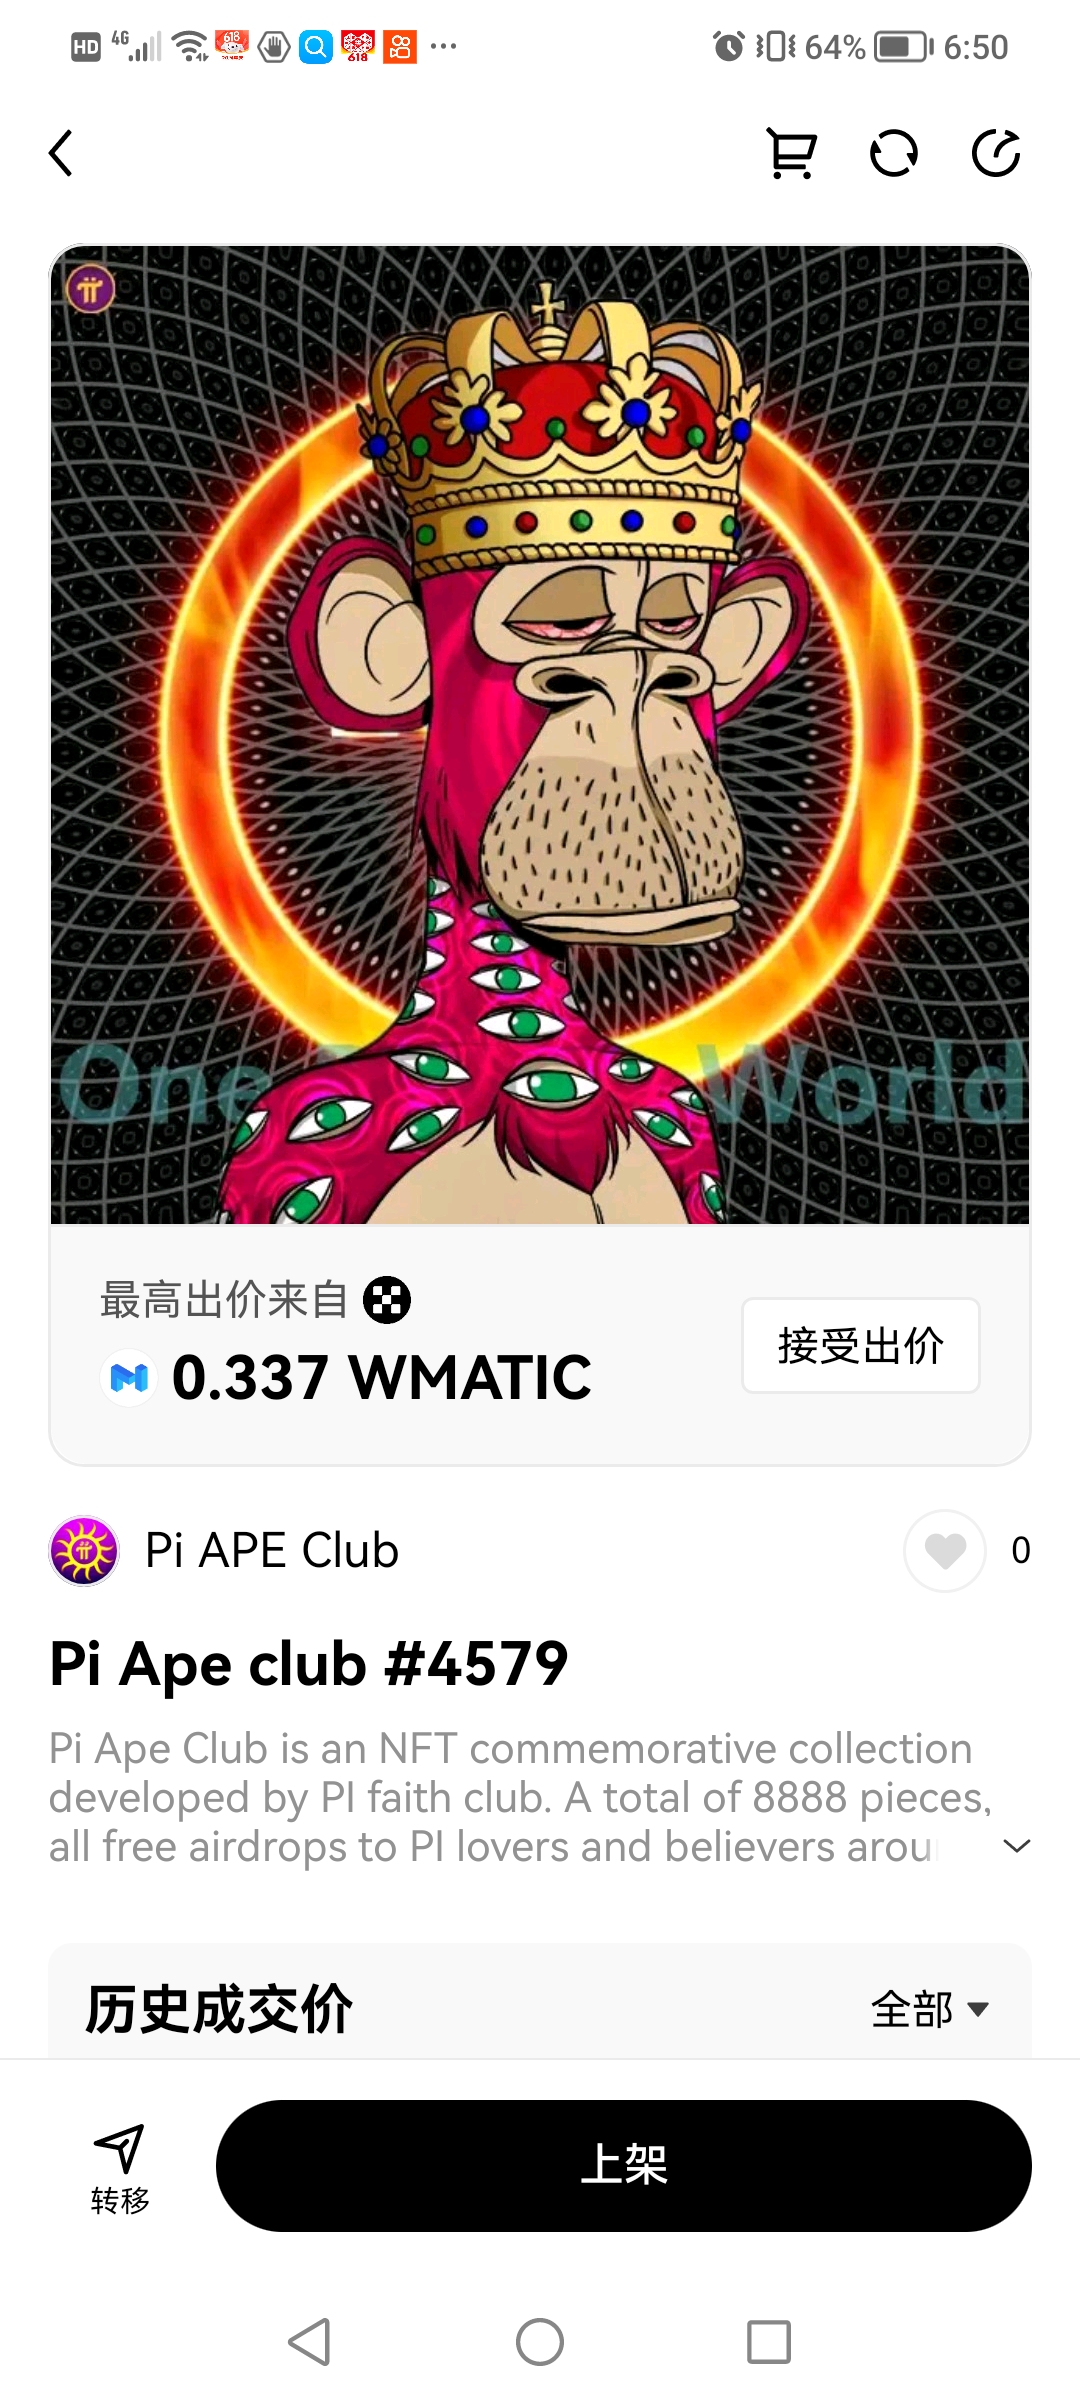 HD 4G 618 618 64% 6:50
One World
最高出价来自
0.337 WMATIC
接受出价
Pi APE Club
0
Pi Ape club #4579
Pi Ape Club is an NFT commemorative collection
developed by PI faith club. A total of 8888 pieces,
all free airdrops to PI lovers and believers arou
历史成交价
全部
转移
上架